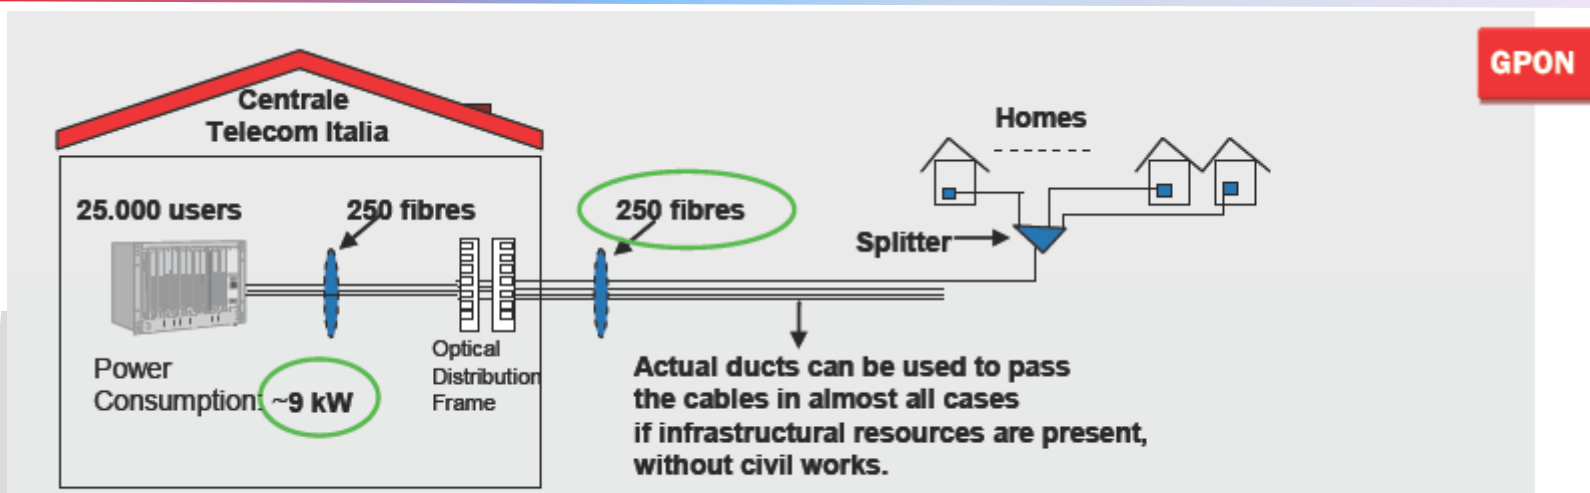 GPON
Centrale
Telecom Italia
Homes
25.000 users
250 fibres
250 fibres
Splitter
Power
Consumption: ~9 kW
Optical
Distribution
Frame
Actual ducts can be used to pass
the cables in almost all cases
if infrastructural resources are present,
without civil works.